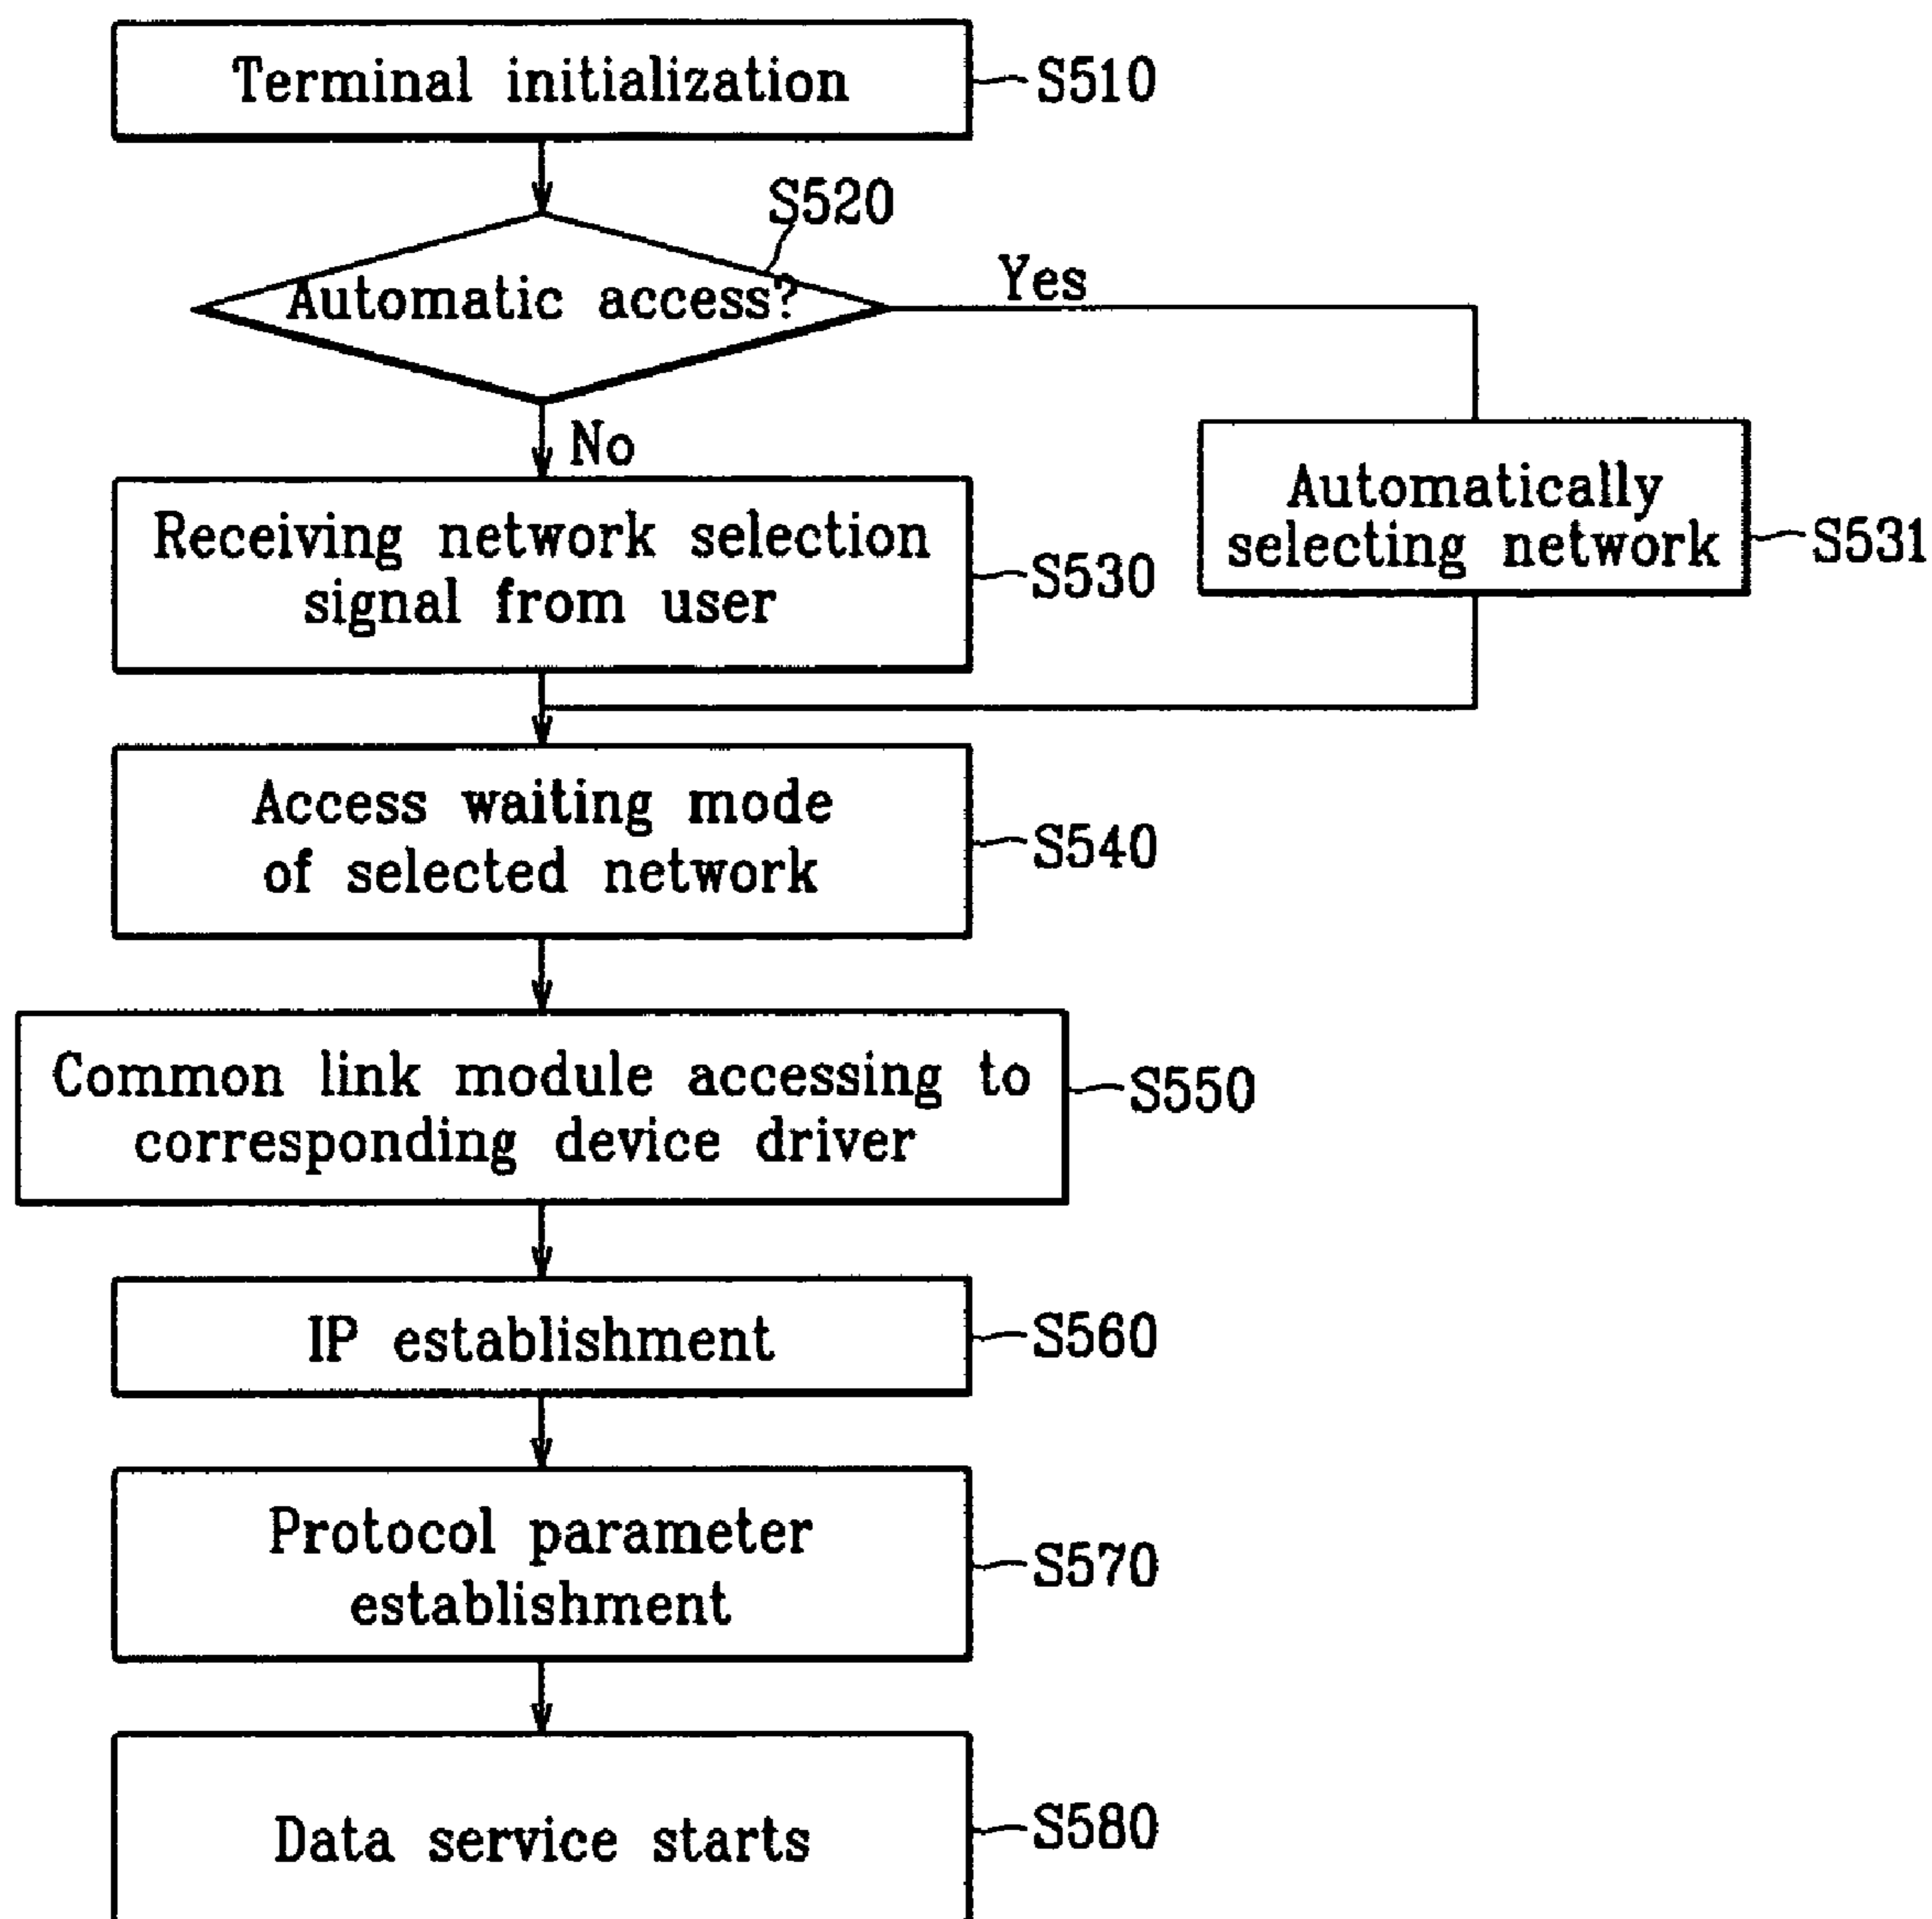 Terminal initialization
S510
S520
Automatic access?
Yes
No
Receiving network selection
signal from user
S530
Automatically
selecting network
S531
Access waiting mode
of selected network
S540
Common link module accessing to
corresponding device driver
S550
IP establishment
S560
Protocol parameter
establishment
S570
Data service starts
S580